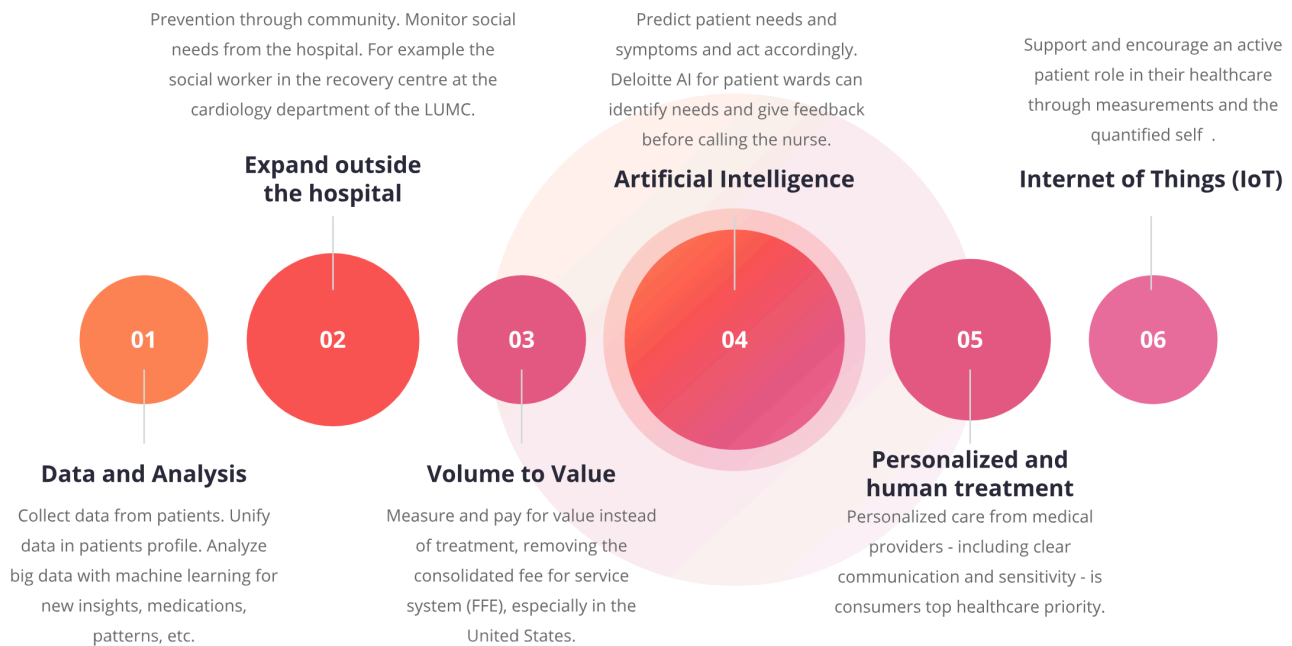 Prevention through community. Monitor social
needs from the hospital. For example the
social worker in the recovery centre at the
cardiology department of the LUMC.
Expand outside
the hospital
Predict patient needs and
symptoms and act accordingly.
Deloitte AI for patient wards can
identify needs and give feedback
before calling the nurse.
Artificial Intelligence
Support and encourage an active
patient role in their healthcare
through measurements and the
quantified self .
Internet of Things (IoT)
01
02
03
04
05
06
Data and Analysis
Collect data from patients. Unify
data in patients profile. Analyze
big data with machine learning for
new insights, medications,
patterns, etc.
Volume to Value
Measure and pay for value instead
of treatment, removing the
consolidated fee for service
system (FFE), especially in the
United States.
Personalized and
human treatment
Personalized care from medical
providers - including clear
communication and sensitivity - is
consumers top healthcare priority.